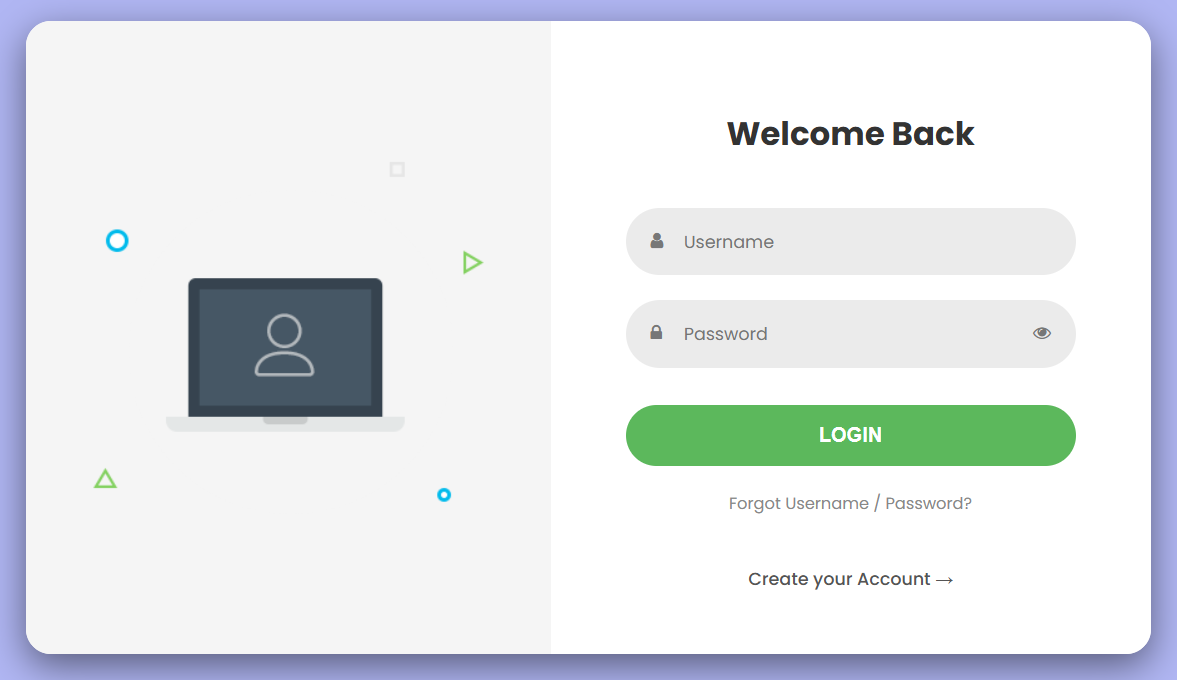 Welcome Back
Username
Password
LOGIN
Forgot Username / Password?
Create your Account →